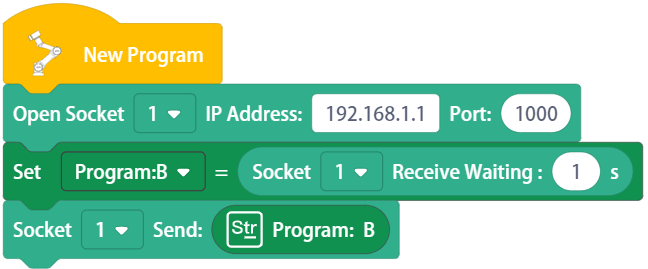 New Program
Open Socket 1 IP Address: 192.168.1.1 Port: 1000
Set Program:B = Socket 1 Receive Waiting : 1 s
Socket 1 Send: Str Program: B